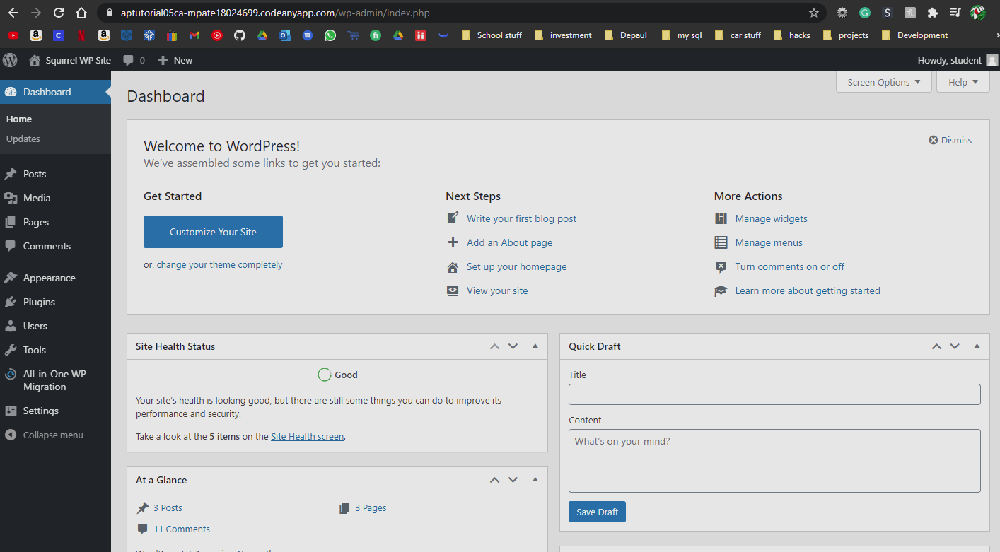 aptutorial05ca-mpate18024699.codeanyapp.com/wp-admin/index.php
School stuff investment Depaul my sql car stuff hacks projects Development
Squirrel WP Site 0 New Howdy, student
Dashboard
Home
Updates
Posts
Media
Pages
Comments
Appearance
Plugins
Users
Tools
All-in-One WP
Migration
Settings
Collapse menu
Screen Options Help
Dashboard
Welcome to WordPress!
Dismiss
We've assembled some links to get you started:
Get Started
Customize Your Site
or, change your theme completely
Next Steps
Write your first blog post
Add an About page
Set up your homepage
View your site
More Actions
Manage widgets
Manage menus
Turn comments on or off
Learn more about getting started
Site Health Status
Good
Your site's health is looking good, but there are still some things you can do to improve its
performance and security.
Take a look at the 5 items on the Site Health screen.
At a Glance
3 Posts 3 Pages
11 Comments
Quick Draft
Title
Content
What's on your mind?
Save Draft